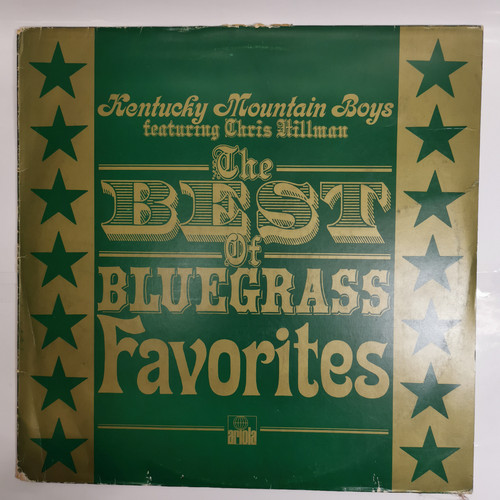 Kentucky Mountain Boys
featuring Chris Hillman
The
BEST
Of
BLUEGRASS
Favorites
ariola